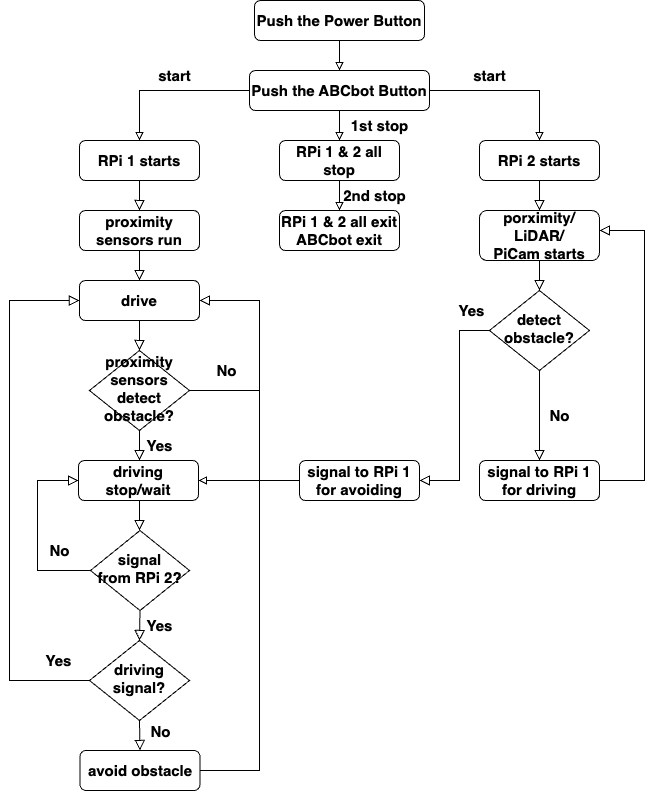 Push the Power Button
start
Push the ABCbot Button
start
1st stop
RPi 1 starts
RPi 1 & 2 all
stop
RPi 2 starts
2nd stop
proximity
sensors run
RPi 1 & 2 all exit
ABCbot exit
porximity/
LiDAR/
PiCam starts
drive
Yes
detect
obstacle?
proximity
sensors
detect
obstacle?
No
No
Yes
driving
stop/wait
signal to RPi 1
for avoiding
signal to RPi 1
for driving
No
signal
from RPi 2?
Yes
Yes
driving
signal?
No
avoid obstacle